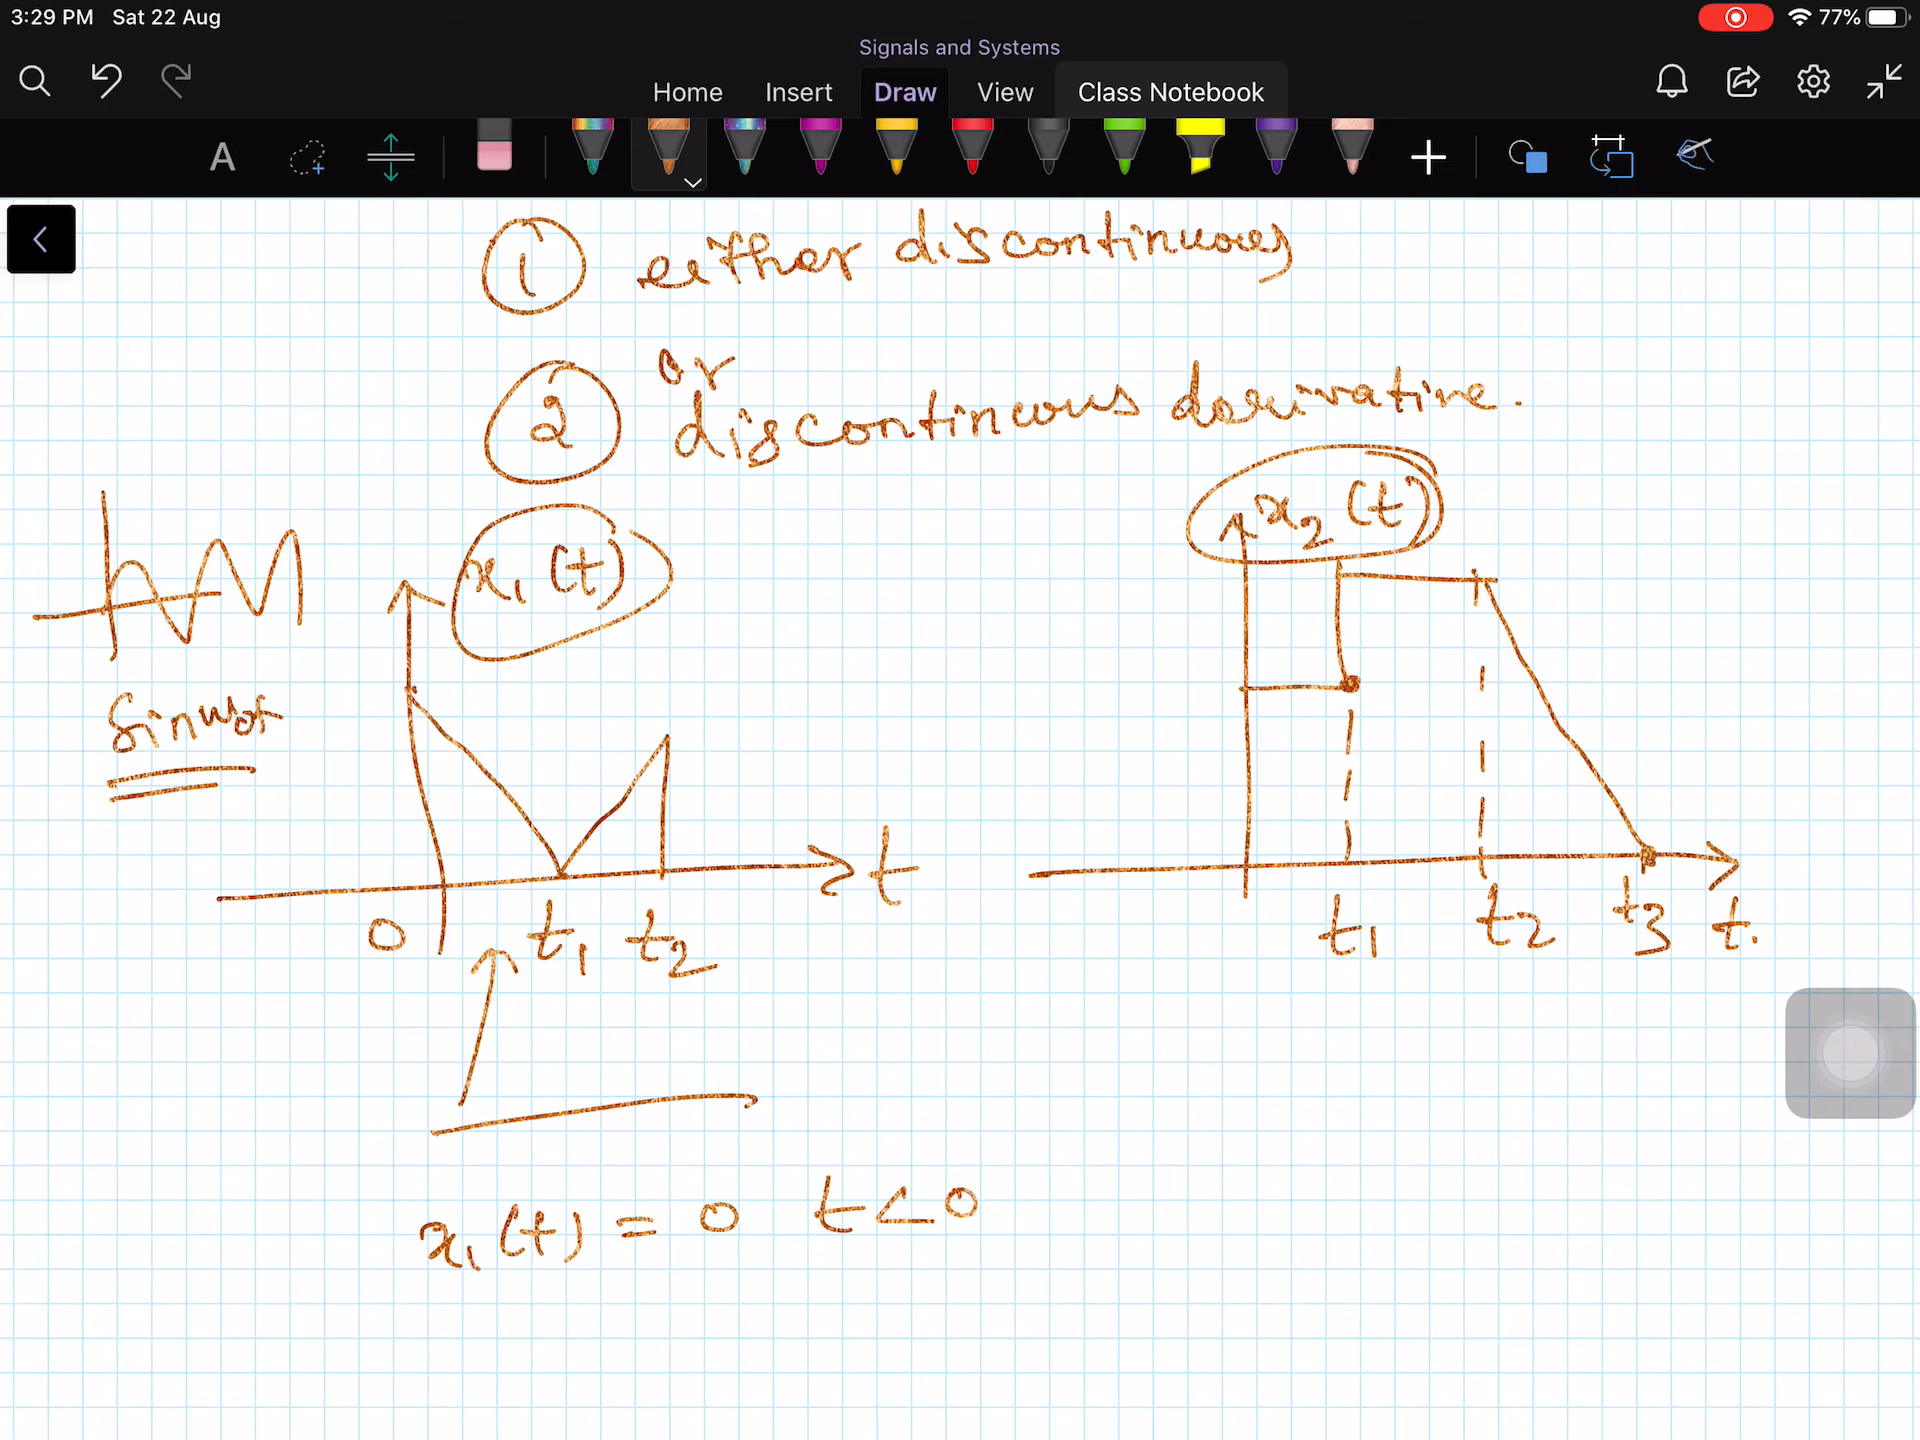 3:29 PM Sat 22 Aug
77%
Signals and Systems
Home Insert Draw View Class Notebook
A
1 either discontinuous
or
2 discontinuous derivative.
x₁(t)
x₂(t)
sinω₀t
t
0 t₁ t₂
t₁ t₂ t₃ t.
x₁(t) = 0 t<0